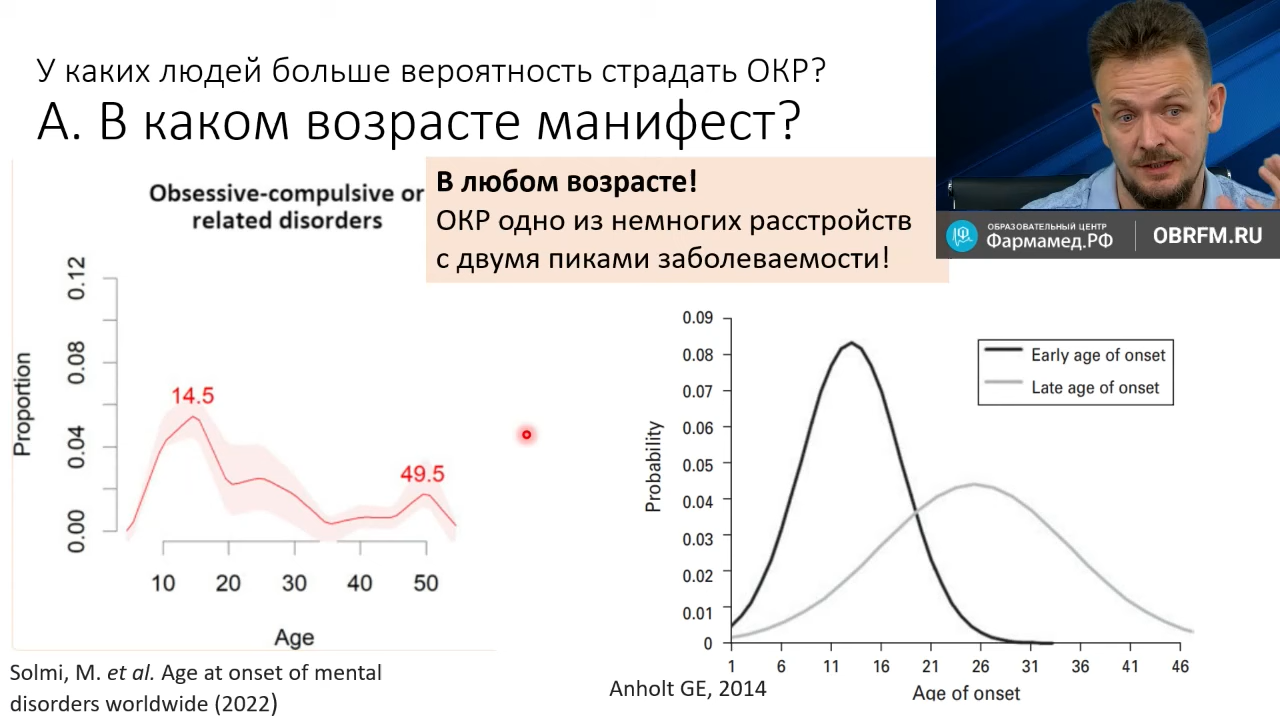 У каких людей больше вероятность страдать ОКР?
А. В каком возрасте манифест?
В любом возрасте!
ОКР одно из немногих расстройств
с двумя пиками заболеваемости!
ОБРАЗОВАТЕЛЬНЫЙ ЦЕНТР
Фармамед.РФ
OBRFM.RU
Obsessive-compulsive or
related disorders
Proportion
0.12
0.08
0.04
0.00
14.5
49.5
10 20 30 40 50
Age
Solmi, M. et al. Age at onset of mental
disorders worldwide (2022)
Probability
0.09
0.08
0.07
0.06
0.05
0.04
0.03
0.02
0.01
0
Early age of onset
Late age of onset
1 6 11 16 21 26 31 36 41 46
Age of onset
Anholt GE, 2014